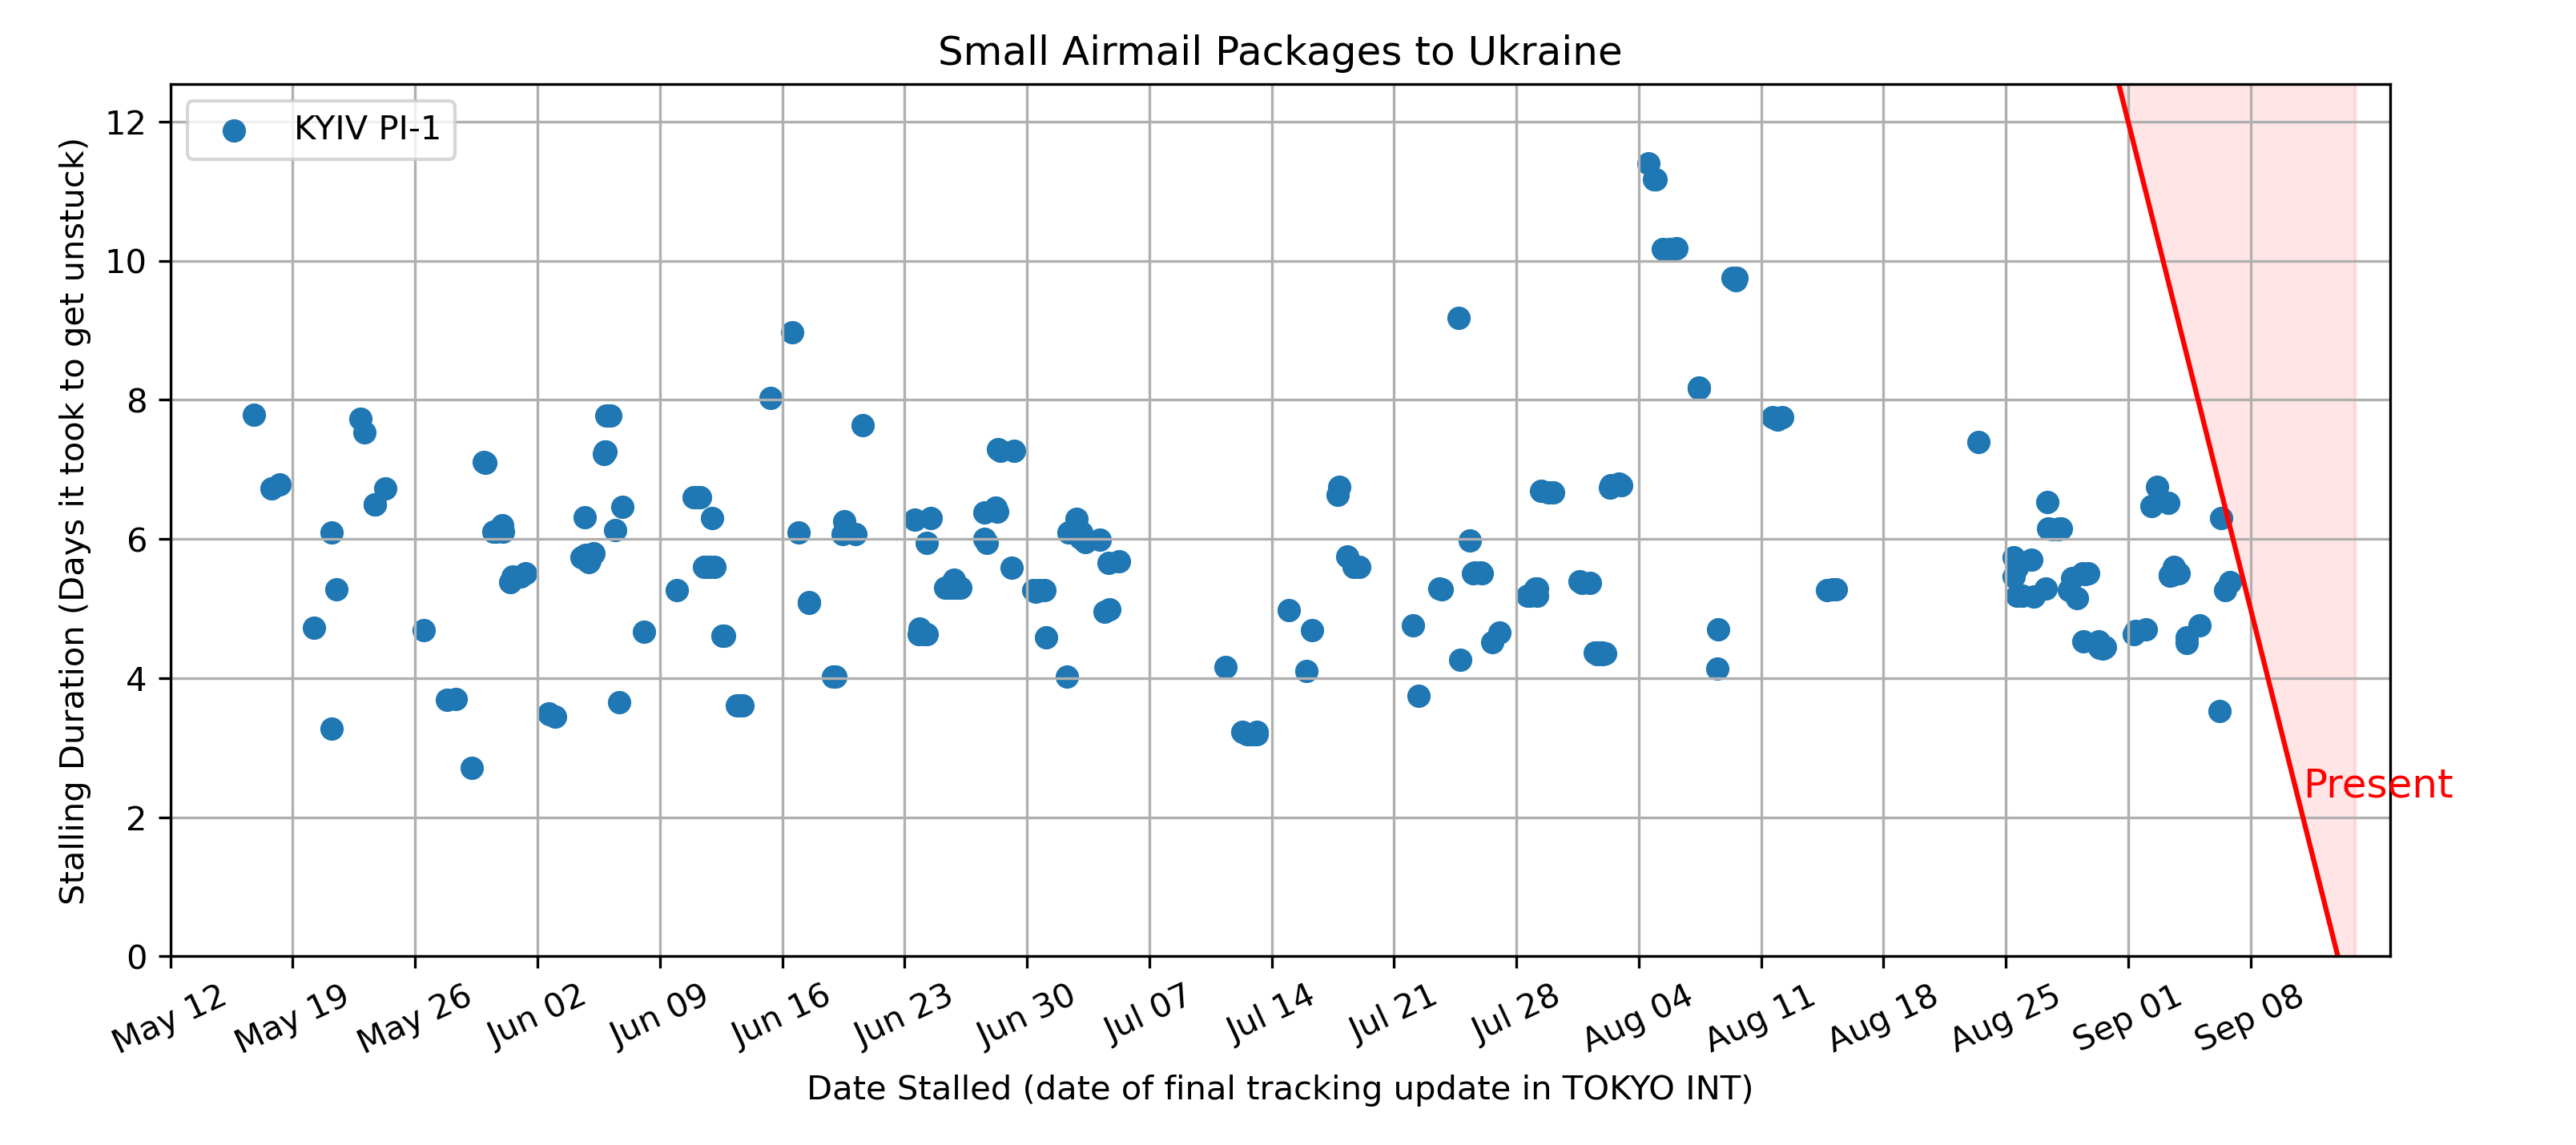 Small Airmail Packages to Ukraine
KYIV PI-1
Stalling Duration (Days it took to get unstuck)
12
10
8
6
4
2
0
Present
May 12
May 19
May 26
Jun 02
Jun 09
Jun 16
Jun 23
Jun 30
Jul 07
Jul 14
Jul 21
Jul 28
Aug 04
Aug 11
Aug 18
Aug 25
Sep 01
Sep 08
Date Stalled (date of final tracking update in TOKYO INT)